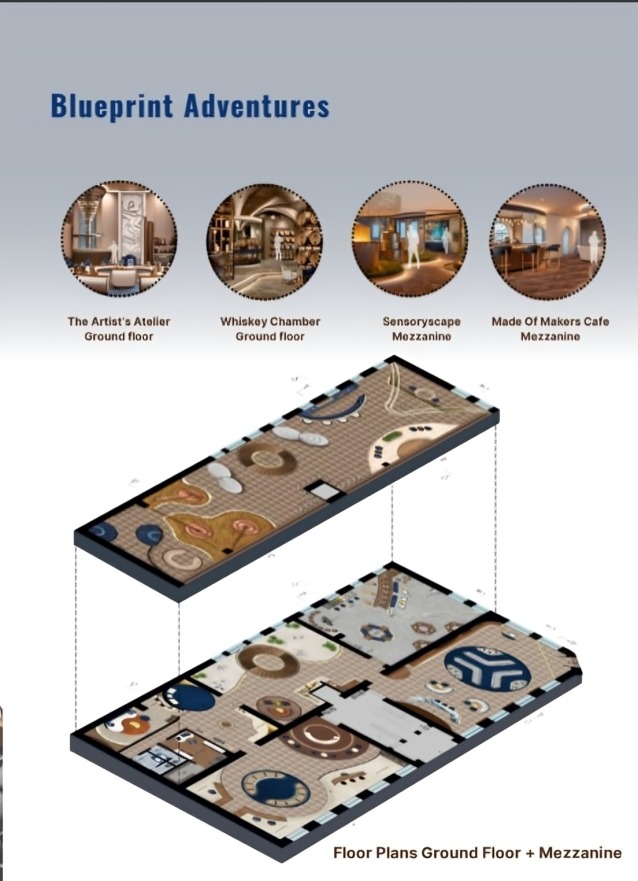 Blueprint Adventures
The Artist's Atelier
Ground floor
Whiskey Chamber
Ground floor
Sensoryscape
Mezzanine
Made Of Makers Cafe
Mezzanine
Floor Plans Ground Floor + Mezzanine